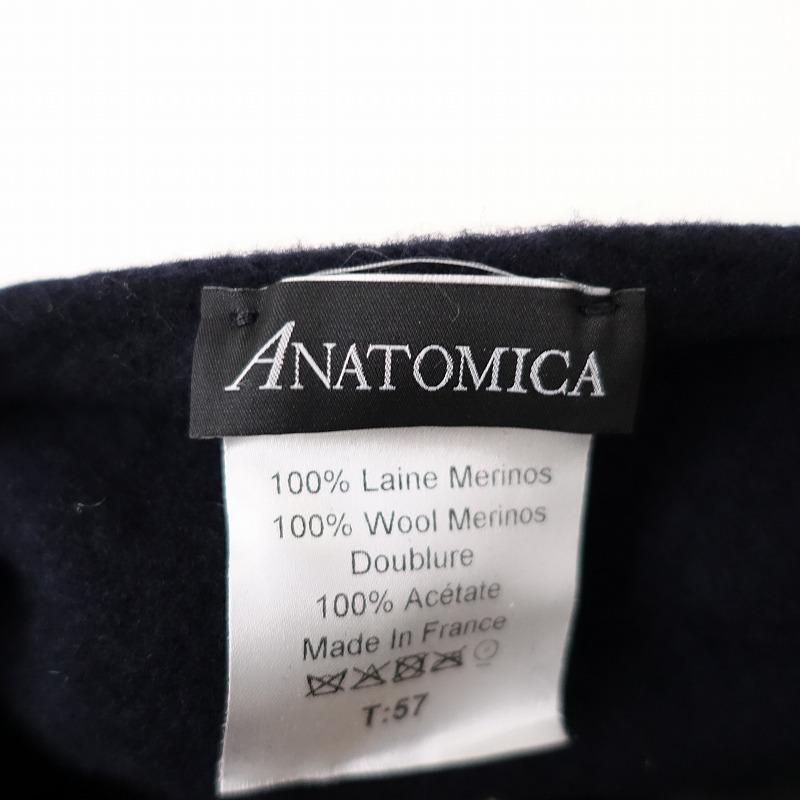 ANATOMICA
100% Laine Merinos
100% Wool Merinos
Doublure
100% Acétate
Made In France
T:57